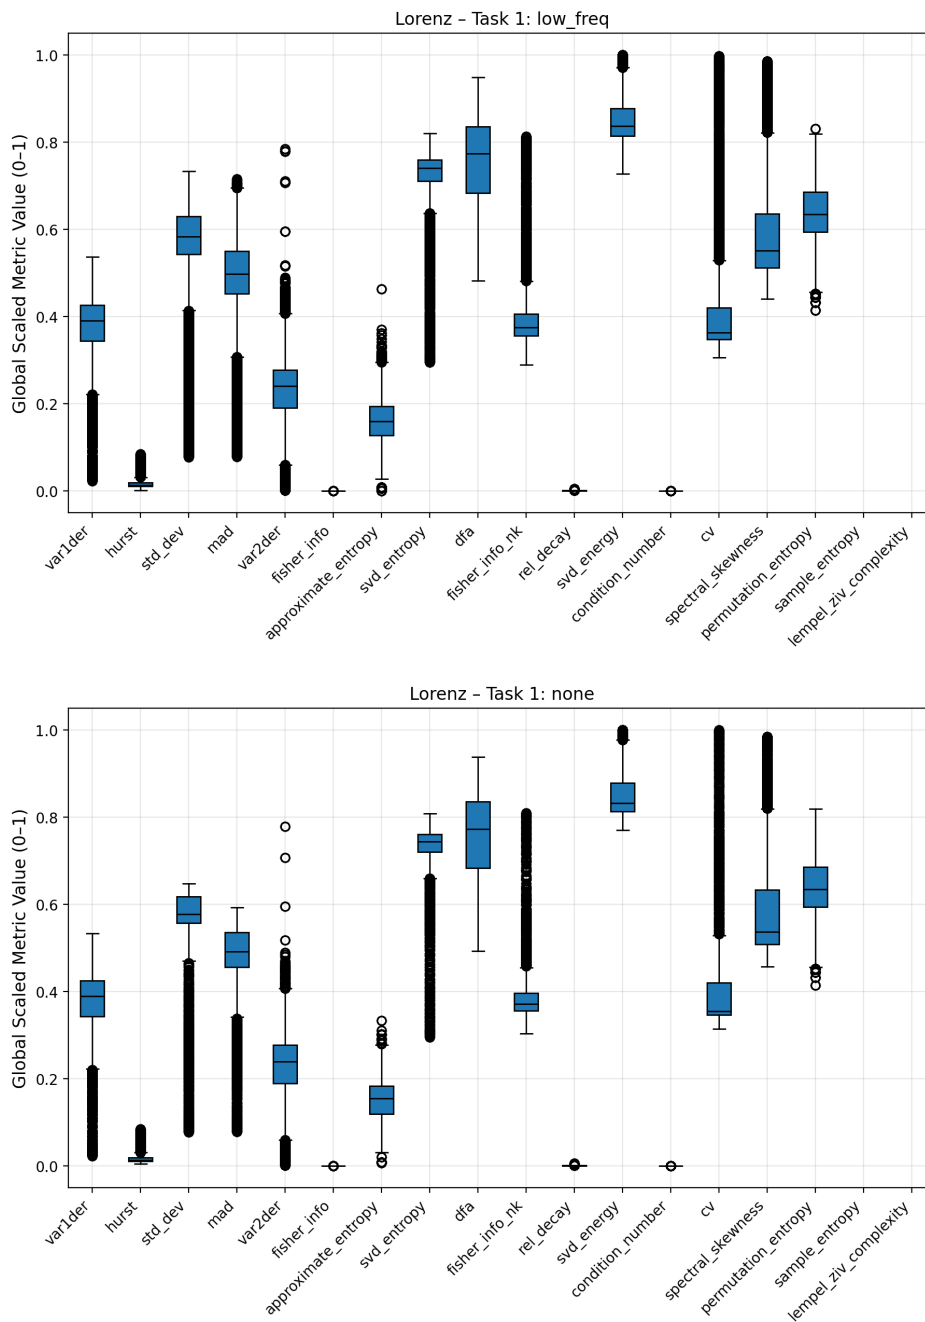 Lorenz – Task 1: low_freq
Global Scaled Metric Value (0–1)
1.0
0.8
0.6
0.4
0.2
0.0
var1der
hurst
std_dev
mad
var2der
fisher_info
approximate_entropy
svd_entropy
dfa
fisher_info_nk
rel_decay
svd_energy
condition_number
cv
spectral_skewness
permutation_entropy
sample_entropy
lempel_ziv_complexity
Lorenz – Task 1: none
Global Scaled Metric Value (0–1)
1.0
0.8
0.6
0.4
0.2
0.0
var1der
hurst
std_dev
mad
var2der
fisher_info
approximate_entropy
svd_entropy
dfa
fisher_info_nk
rel_decay
svd_energy
condition_number
cv
spectral_skewness
permutation_entropy
sample_entropy
lempel_ziv_complexity